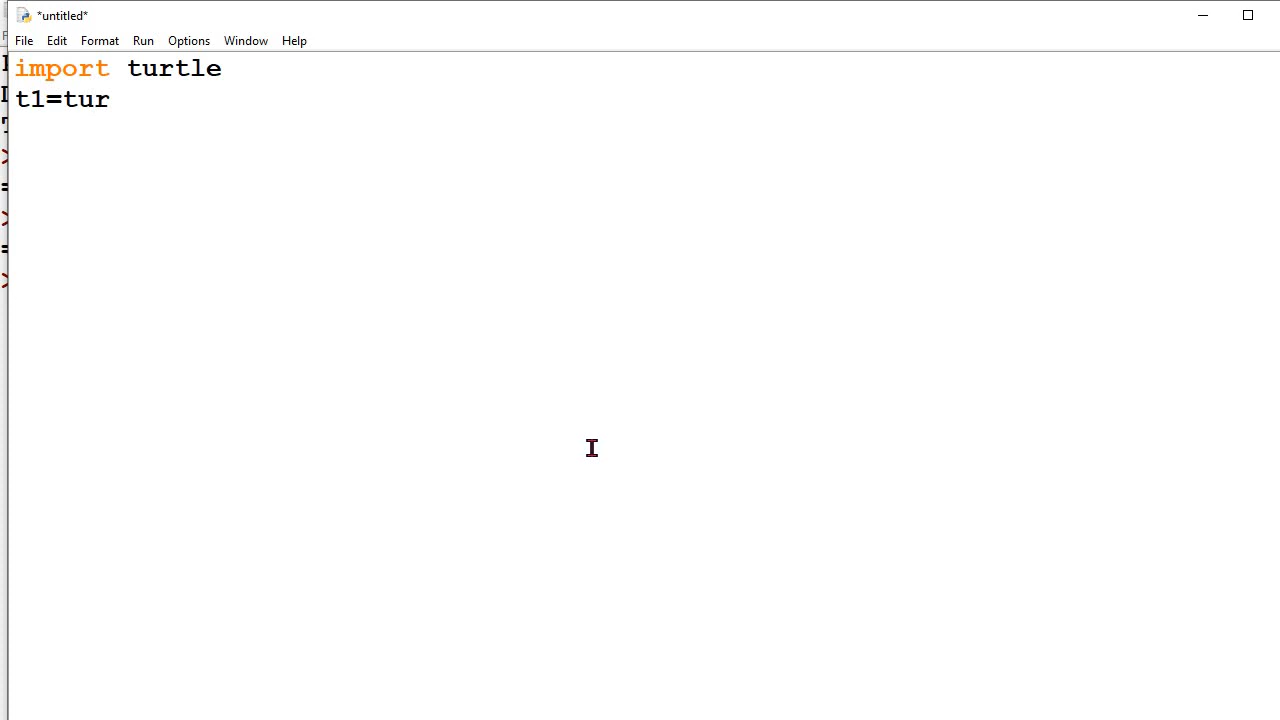 *untitled*
File Edit Format Run Options Window Help
import turtle
t1=tur